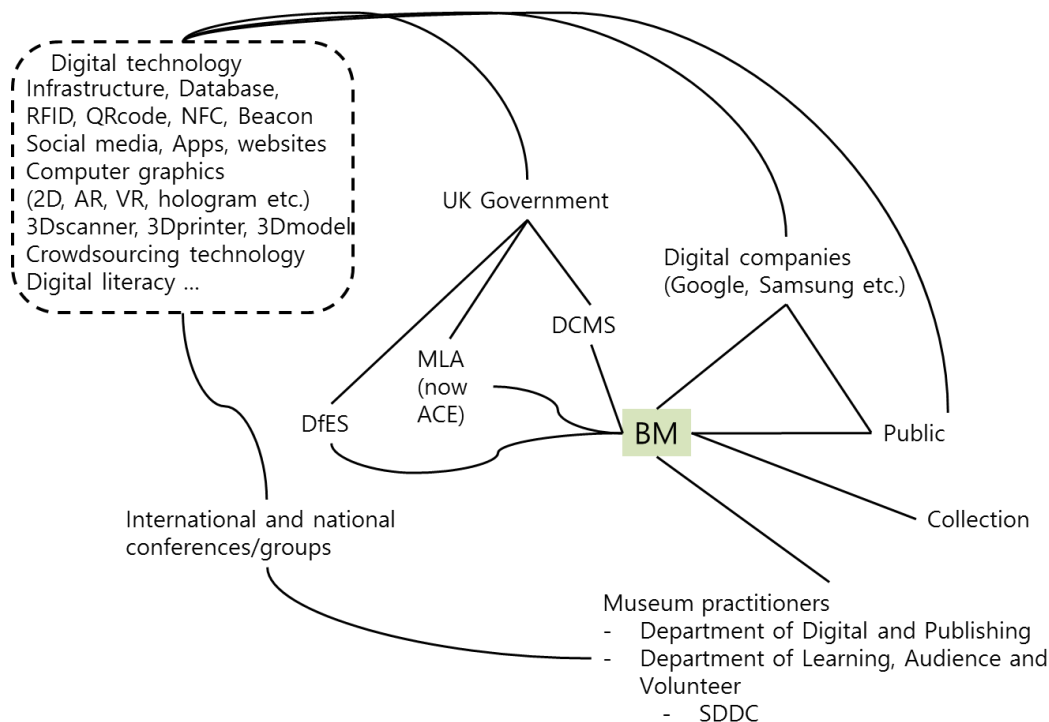 Digital technology
Infrastructure, Database,
RFID, QRcode, NFC, Beacon
Social media, Apps, websites
Computer graphics
(2D, AR, VR, hologram etc.)
3Dscanner, 3Dprinter, 3Dmodel
Crowdsourcing technology
Digital literacy ...
UK Government
Digital companies
(Google, Samsung etc.)
DCMS
MLA
(now
ACE)
DfES
BM
Public
Collection
International and national
conferences/groups
Museum practitioners
- Department of Digital and Publishing
- Department of Learning, Audience and
Volunteer
- SDDC